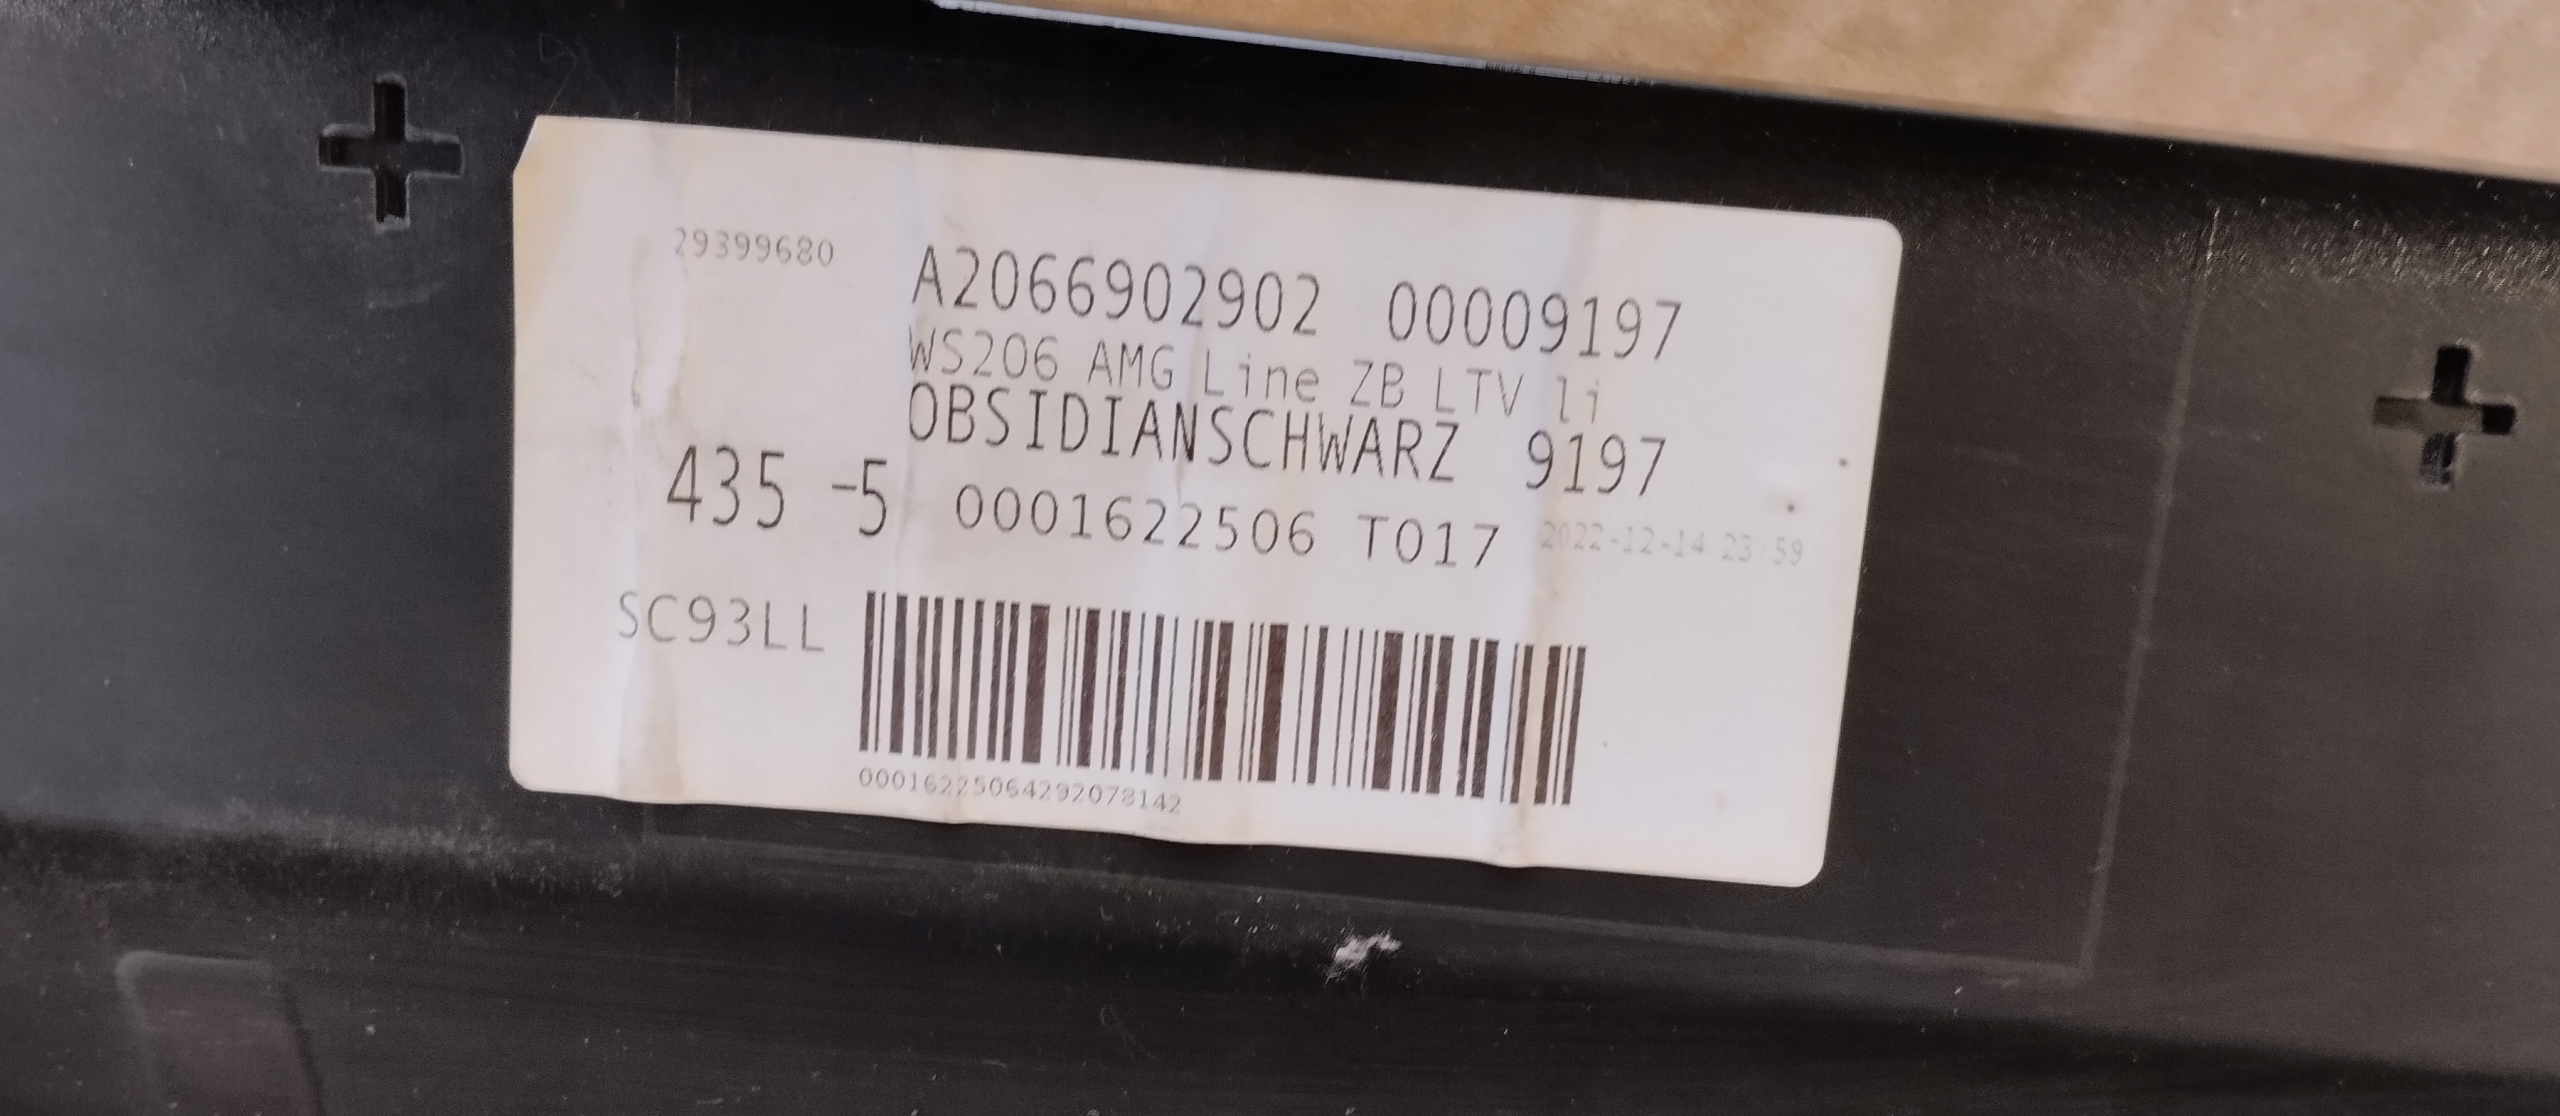 29399680
A2066902902 00009197
WS206 AMG Line ZB LTV li
OBSIDIANSCHWARZ 9197
435 -5 0001622506 T017 2022-12-14 23:59
SC93LL
00016225064292078142